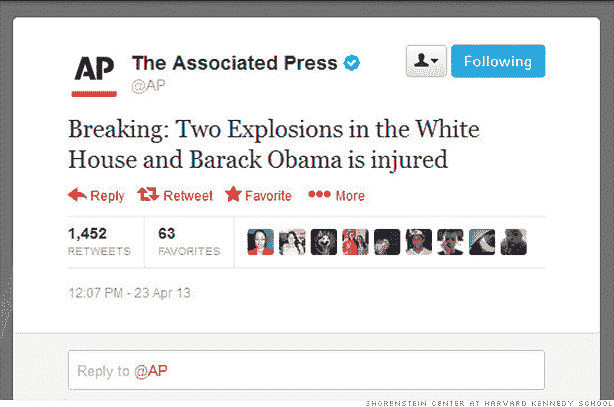 AP
The Associated Press
@AP
Following
Breaking: Two Explosions in the White
House and Barack Obama is injured
Reply Retweet Favorite More
1,452 63
RETWEETS FAVORITES
12:07 PM - 23 Apr 13
Reply to @AP
SHORENSTEIN CENTER AT HARVARD KENNEDY SCHOOL